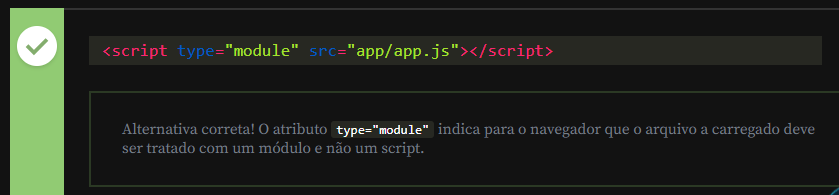 <script type="module" src="app/app.js"></script>
Alternativa correta! O atributo type="module" indica para o navegador que o arquivo a carregado deve
ser tratado com um módulo e não um script.